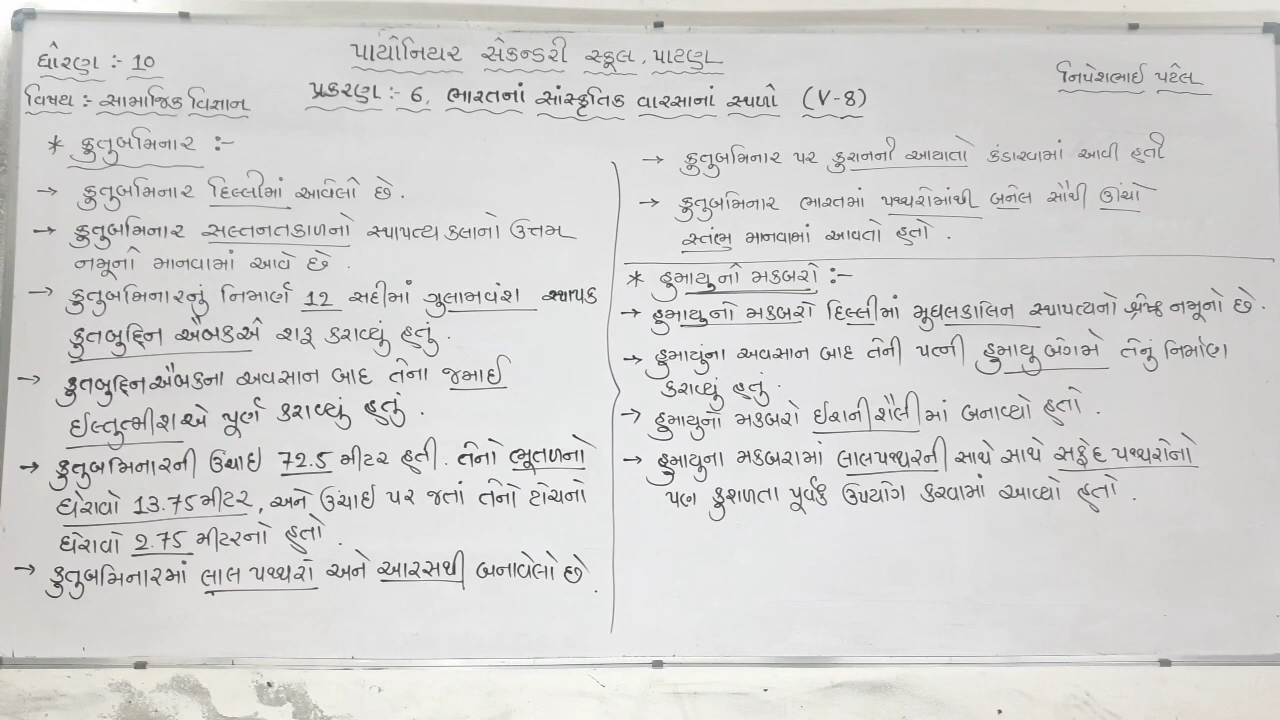 ધોરણ :- 10
પાયોનિયર સેકન્ડરી સ્કૂલ, પાટણ
નિપેશભાઈ પટેલ
વિષય :- સામાજિક વિજ્ઞાન
પ્રકરણ :- 6, ભારતનાં સાંસ્કૃતિક વારસાનાં સ્થળો (V-8)
* કુતુબમિનાર :-
→ કુતુબમિનાર દિલ્લીમાં આવેલો છે.
→ કુતુબમિનાર સલ્તનતકાળનો સ્થાપત્ય કલાનો ઉત્તમ
નમૂનો માનવામાં આવે છે.
→ કુતુબમિનારનું નિર્માણ 12 સદીમાં ગુલામવંશ સ્થાપક
કુતબુદ્દિન ઐબકએ શરૂ કરાવ્યું હતું.
→ કુતબુદ્દિન ઐબકના અવસાન બાદ તેના જમાઈ
ઈલ્તુત્મીશએ પૂર્ણ કરાવ્યું હતું.
→ કુતુબમિનારની ઉંચાઈ 72.5 મીટર હતી. તેનો ભૂતળનો
ઘેરાવો 13.75 મીટર, અને ઉંચાઈ પર જતાં તેનો ટોચનો
ઘેરાવો 2.75 મીટરનો હતો.
→ કુતુબમિનારમાં લાલ પથ્થરો અને આરસથી બનાવેલો છે.
→ કુતુબમિનાર પર કુરાનની આયાતો કંડારવામાં આવી હતી
→ કુતુબમિનાર ભારતમાં પથ્થરોમાંથી બનેલ સૌથી ઊંચો
સ્તંભ માનવામાં આવતો હતો.
* હુમાયુનો મકબરો :-
→ હુમાયુનો મકબરો દિલ્લીમાં મુઘલકાલિન સ્થાપત્યનો શ્રેષ્ઠ નમૂનો છે.
→ હુમાયુંના અવસાન બાદ તેની પત્ની હુમાયુ બેગમે તેનું નિર્માણ
કરાવ્યું હતું.
→ હુમાયુનો મકબરો ઈરાની શૈલીમાં બનાવ્યો હતો.
→ હુમાયુના મકબરામાં લાલપથ્થરની સાથે સાથે સફેદ પથ્થરોનો
પણ કુશળતા પૂર્વક ઉપયોગ કરવામાં આવ્યો હતો.